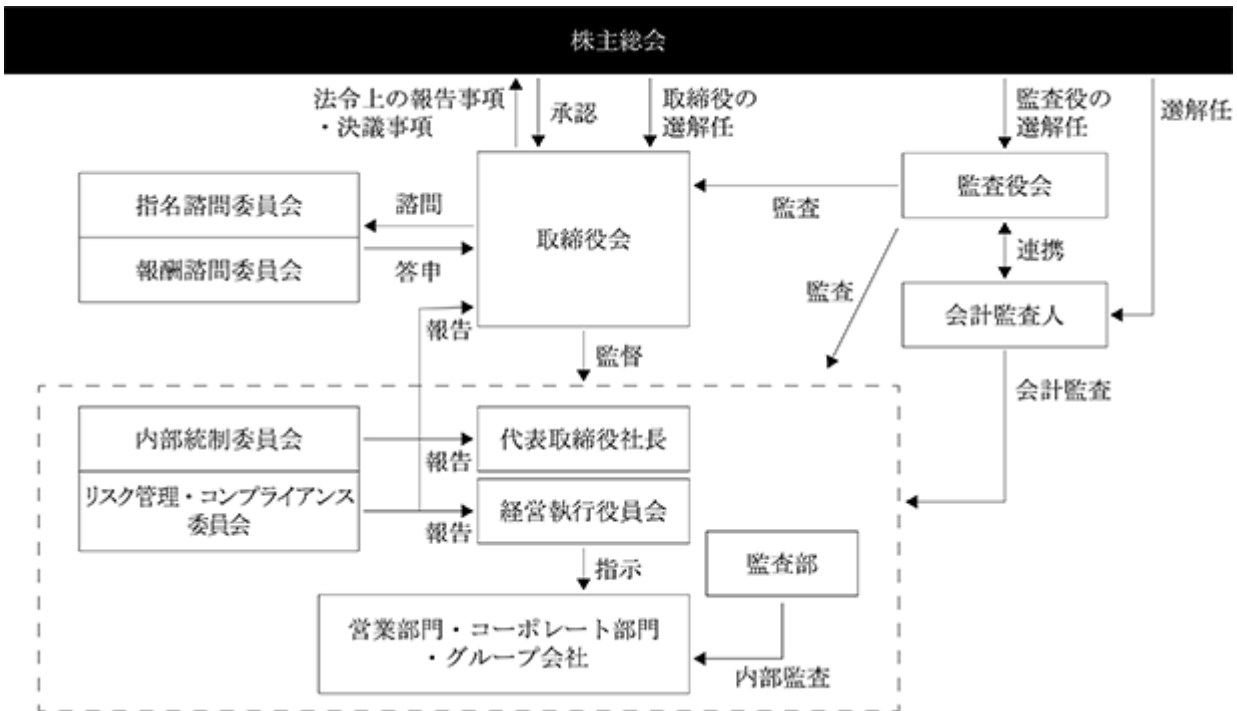 株主総会
法令上の報告事項
・決議事項
承認
取締役の
選解任
監査役の
選解任
選解任
指名諮問委員会
報酬諮問委員会
諮問
答申
報告
取締役会
監査
監査役会
連携
監査
会計監査人
監督
会計監査
内部統制委員会
リスク管理・コンプライアンス
委員会
報告
報告
代表取締役社長
経営執行役員会
指示
監査部
営業部門・コーポレート部門
・グループ会社
内部監査